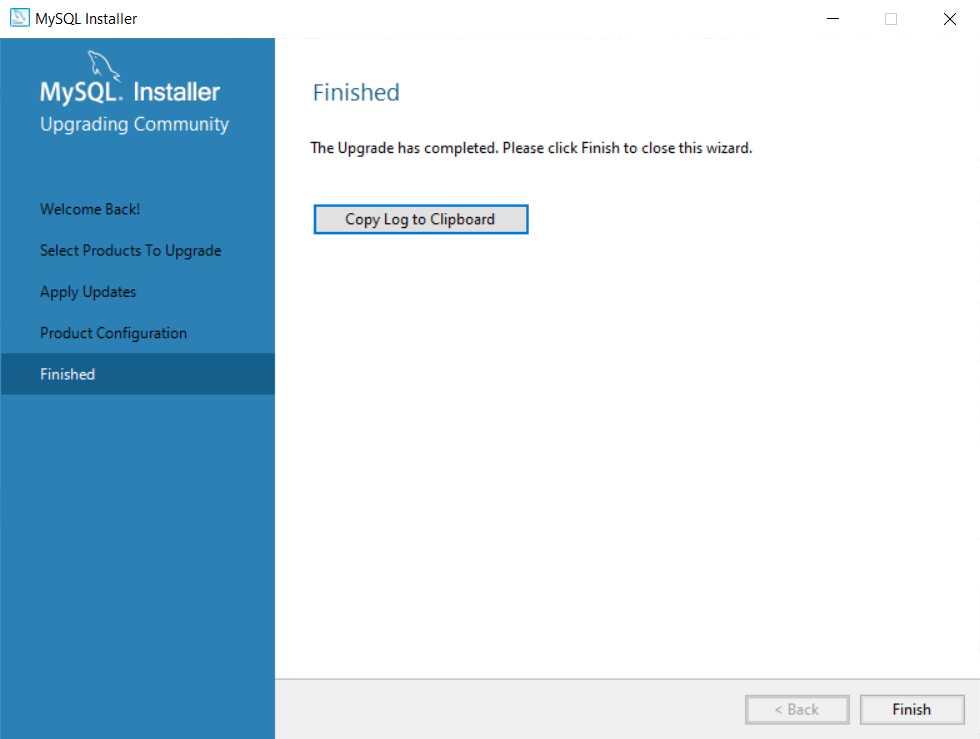 MySQL Installer
MySQL. Installer
Upgrading Community
Welcome Back!
Select Products To Upgrade
Apply Updates
Product Configuration
Finished
Finished
The Upgrade has completed. Please click Finish to close this wizard.
Copy Log to Clipboard
< Back
Finish